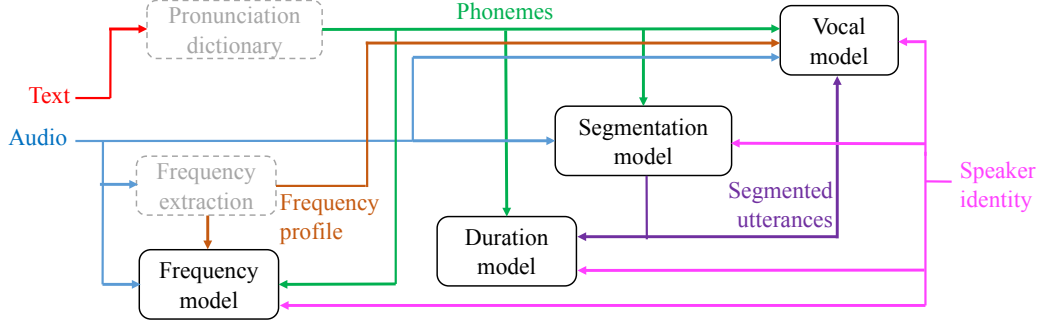 Pronunciation
dictionary
Phonemes
Vocal
model
Text
Audio
Segmentation
model
Frequency
extraction
Frequency
profile
Segmented
utterances
Speaker
identity
Duration
model
Frequency
model